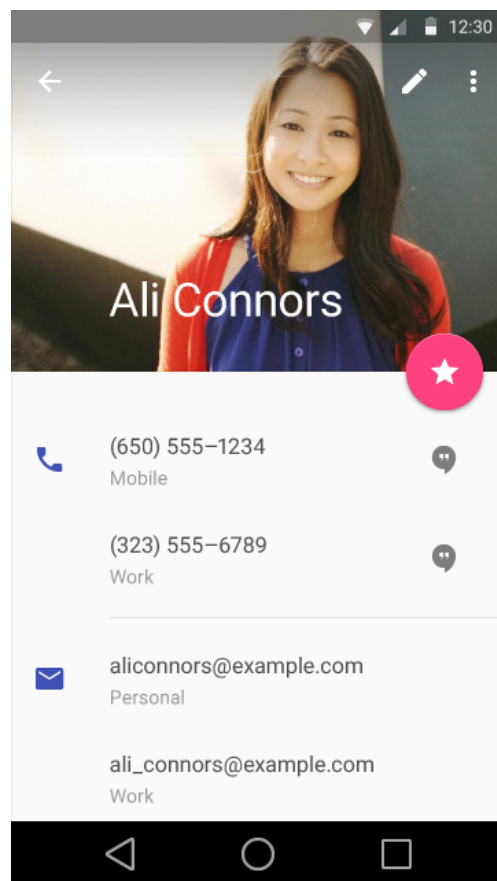 12:30
Ali Connors
(650) 555–1234
Mobile
(323) 555–6789
Work
aliconnors@example.com
Personal
ali_connors@example.com
Work